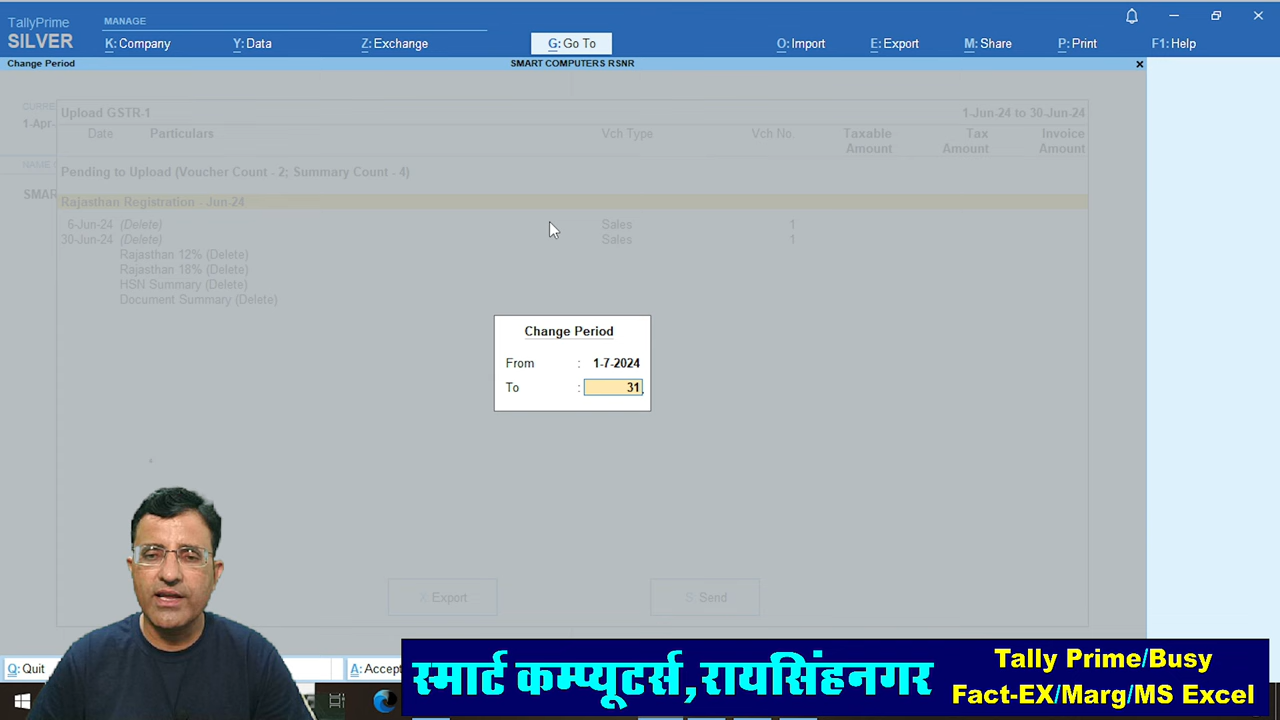 TallyPrime
SILVER
MANAGE
K: Company
Y: Data
Z: Exchange
G: Go To
O: Import
E: Export
M: Share
P: Print
F1: Help
Change Period
SMART COMPUTERS RSNR
CURRE
1-Apr-
NAME
SMAR
Upload GSTR-1
1-Jun-24 to 30-Jun-24
Date Particulars Vch Type Vch No. Taxable Amount Tax Amount Invoice Amount
Pending to Upload (Voucher Count - 2; Summary Count - 4)
Rajasthan Registration - Jun-24
6-Jun-24 (Delete) Sales 1
30-Jun-24 (Delete) Sales 1
Rajasthan 12% (Delete)
Rajasthan 18% (Delete)
HSN Summary (Delete)
Document Summary (Delete)
Change Period
From : 1-7-2024
To : 31
X: Export
S: Send
Q: Quit
A: Accept
स्मार्ट कम्प्यूटर्स,रायसिंहनगर
Tally Prime/Busy
Fact-EX/Marg/MS Excel